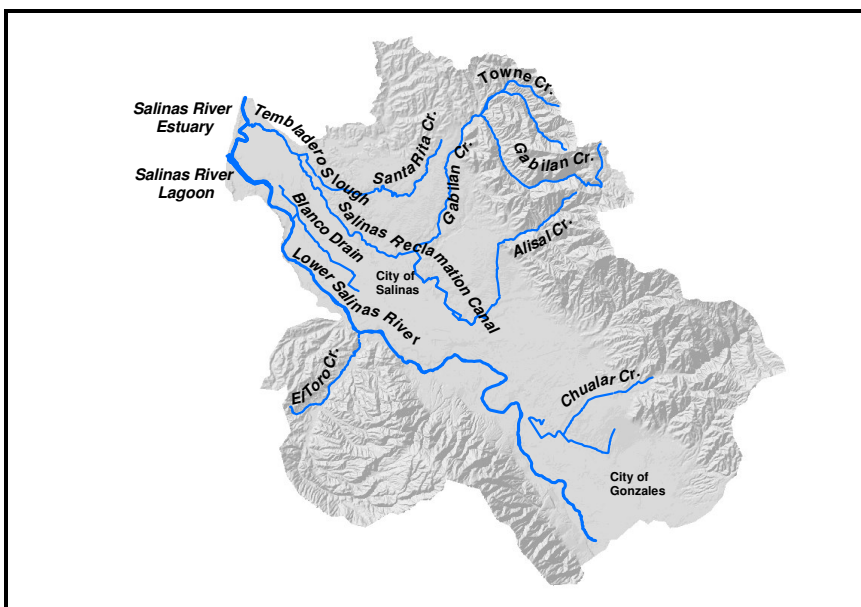 Towne Cr.
Salinas River
Estuary
Tembladero Slough
Santa Rita Cr.
Gabilan Cr.
Gabilan Cr.
Salinas River
Lagoon
Blanco Drain
Salinas Reclamation Canal
Alisal Cr.
City of
Salinas
Lower Salinas River
El Toro Cr.
Chualar Cr.
City of
Gonzales